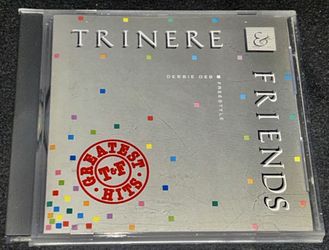 TRINERE
&
FRIENDS
DEBBIE DEB ■ FREESTYLE
GREATEST
T&F
HITS